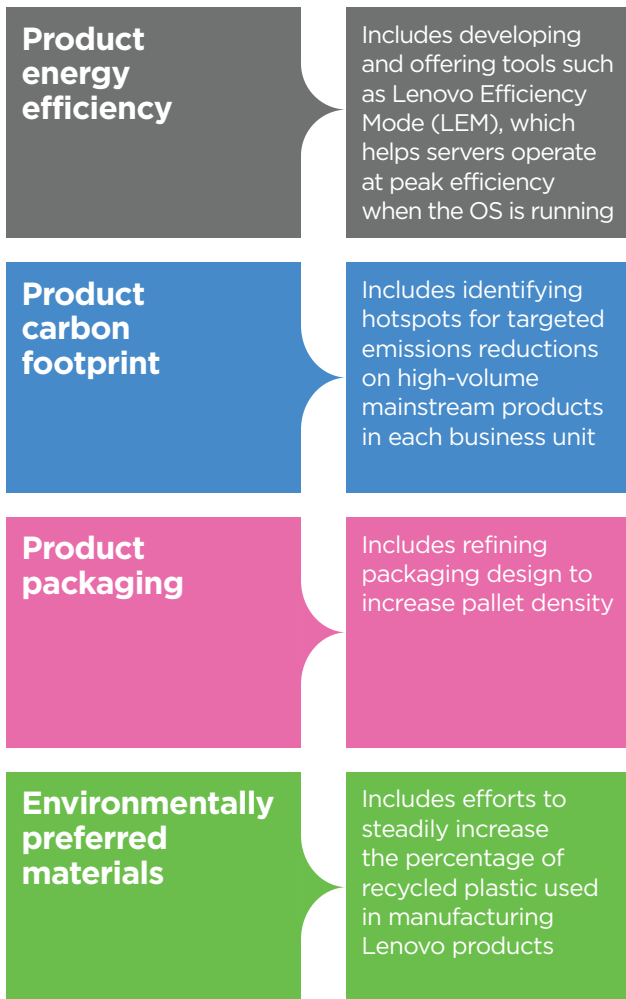 Product
energy
efficiency
Includes developing
and offering tools such
as Lenovo Efficiency
Mode (LEM), which
helps servers operate
at peak efficiency
when the OS is running
Product
carbon
footprint
Includes identifying
hotspots for targeted
emissions reductions
on high-volume
mainstream products
in each business unit
Product
packaging
Includes refining
packaging design to
increase pallet density
Environmentally
preferred
materials
Includes efforts to
steadily increase
the percentage of
recycled plastic used
in manufacturing
Lenovo products